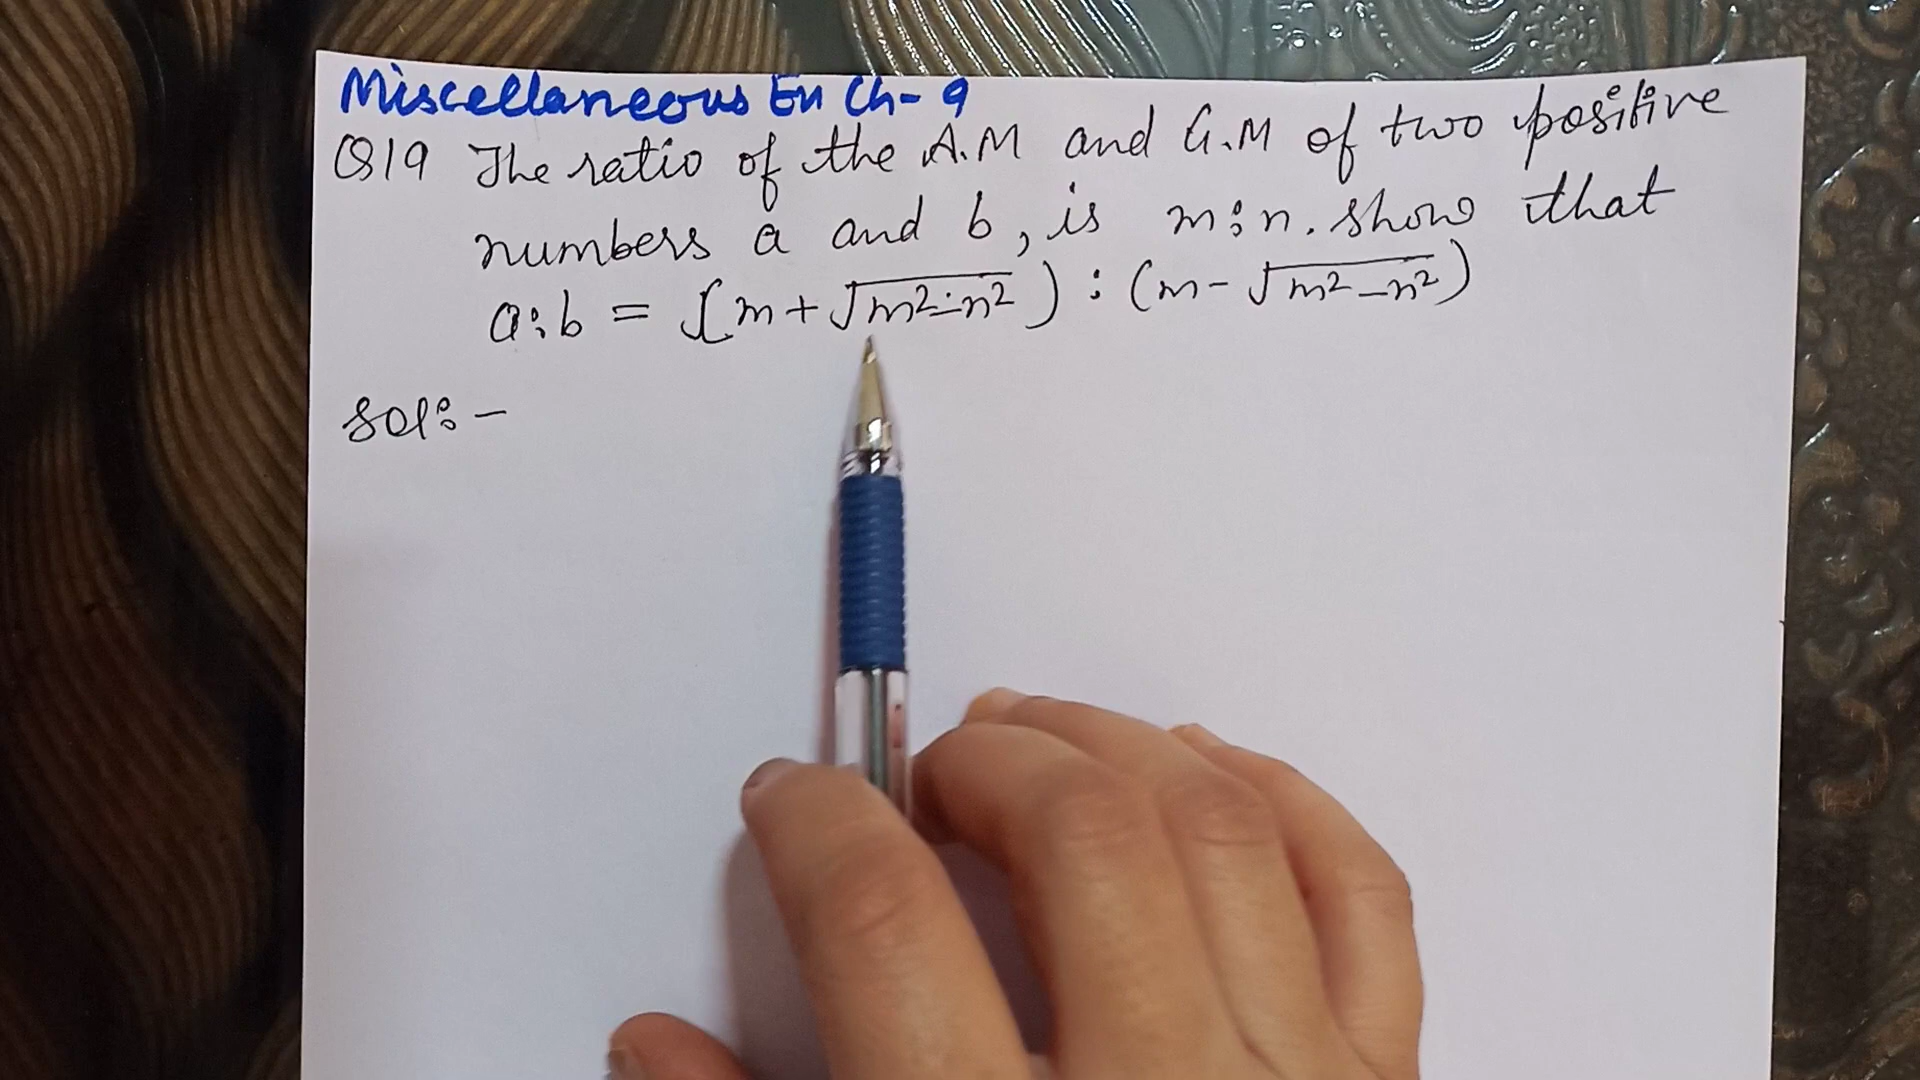 Miscellaneous Ex Ch-9
Q19 The ratio of the A.M and G.M of two positive
numbers a and b, is m:n. show that
a:b = (m+√m²-n²) : (m-√m²-n²)
Sol:-